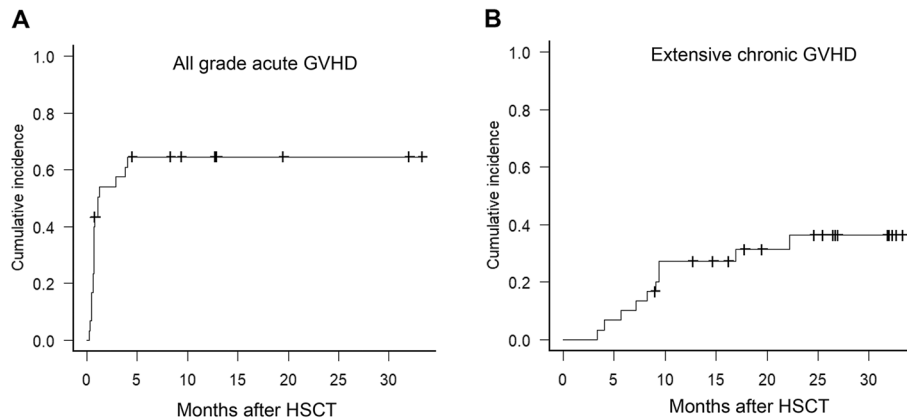 A
All grade acute GVHD
Cumulative incidence
1.0
0.8
0.6
0.4
0.2
0.0
0 5 10 15 20 25 30
Months after HSCT
B
Extensive chronic GVHD
Cumulative incidence
1.0
0.8
0.6
0.4
0.2
0.0
0 5 10 15 20 25 30
Months after HSCT